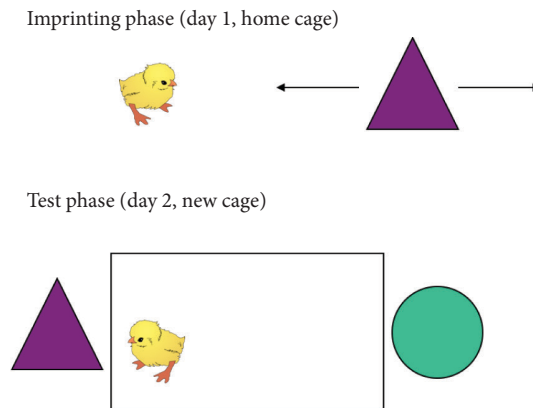 Imprinting phase (day 1, home cage)
Test phase (day 2, new cage)